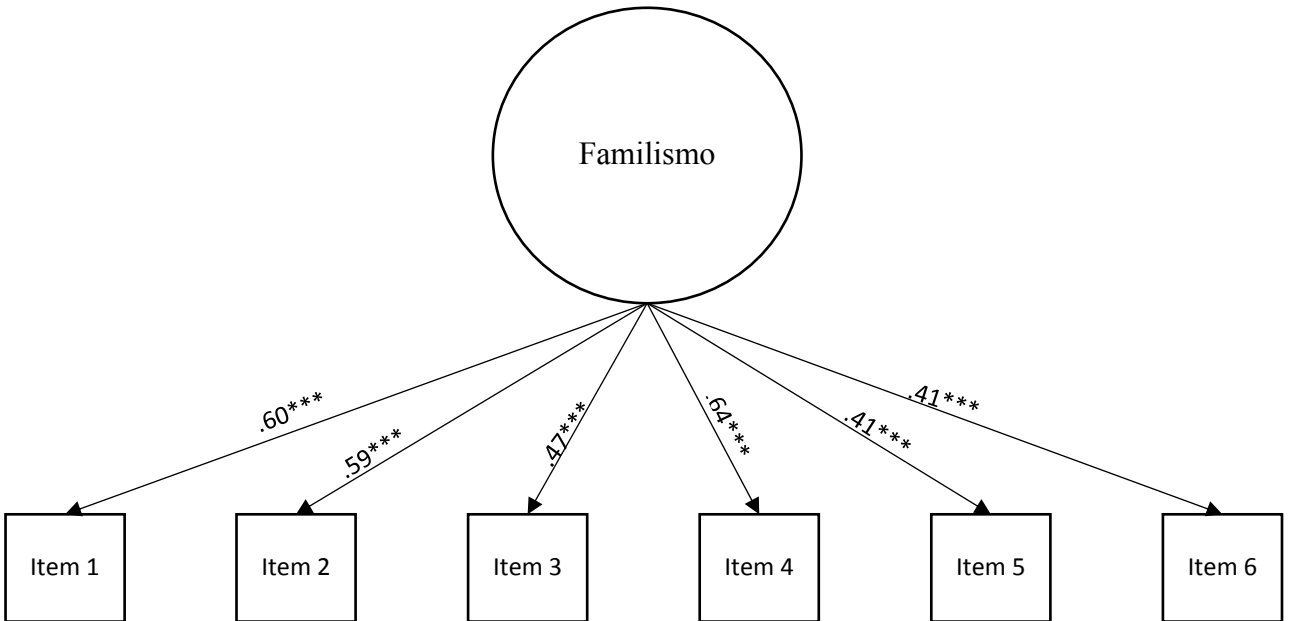 Familismo
.60***
.59***
.47***
.64***
.41***
.41***
Item 1
Item 2
Item 3
Item 4
Item 5
Item 6